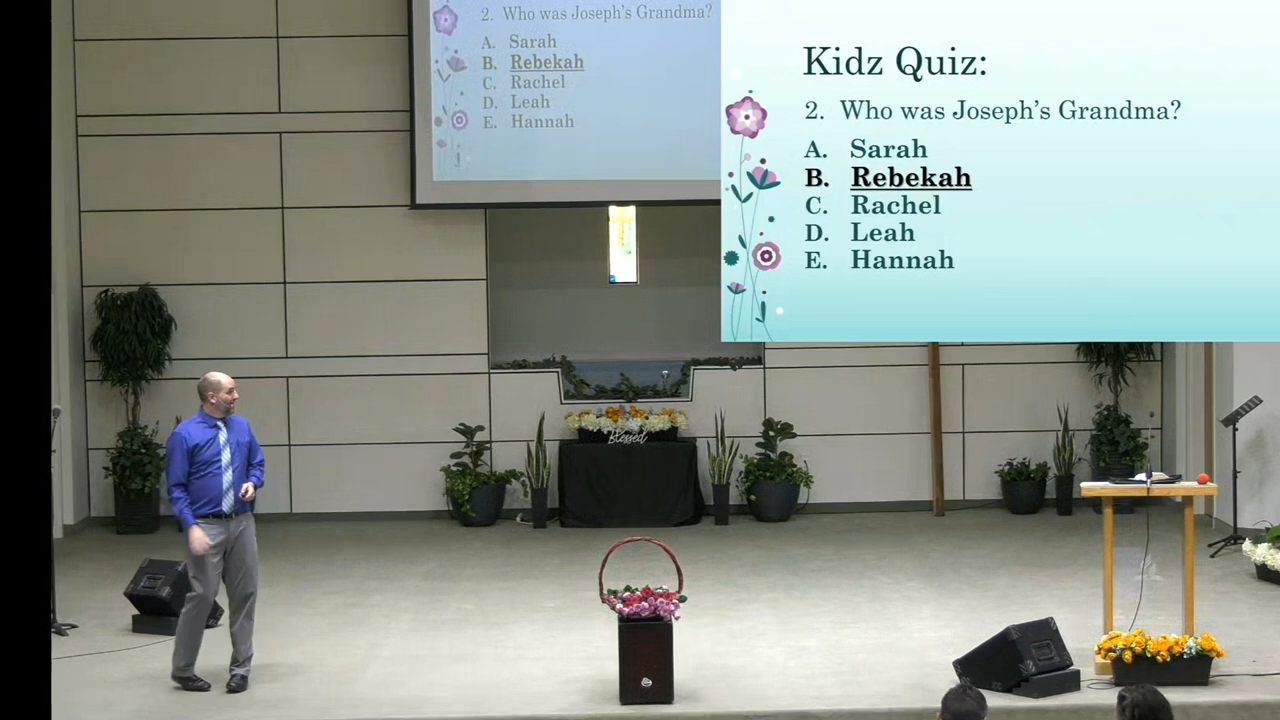 2. Who was Joseph's Grandma?
A. Sarah
B. Rebekah
C. Rachel
D. Leah
E. Hannah
Kidz Quiz:
2. Who was Joseph's Grandma?
A. Sarah
B. Rebekah
C. Rachel
D. Leah
E. Hannah
Blessed